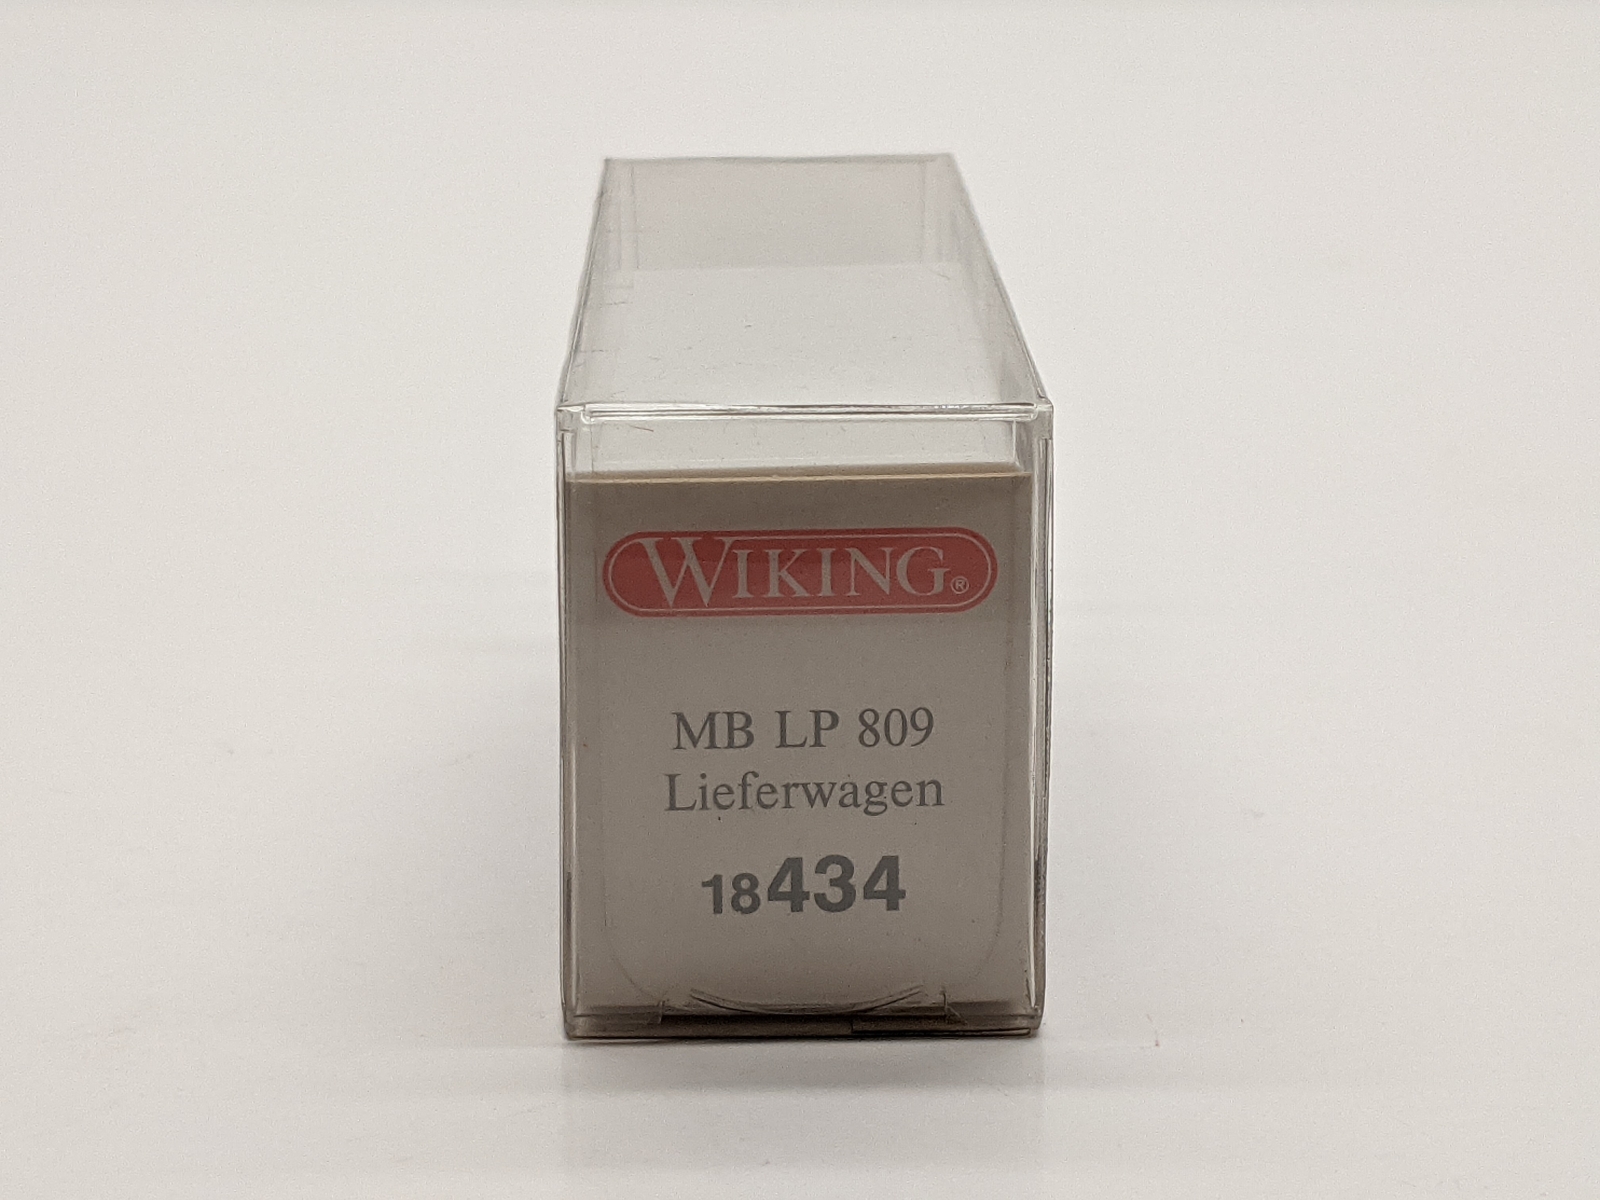 WIKING®
MB LP 809
Lieferwagen
18434